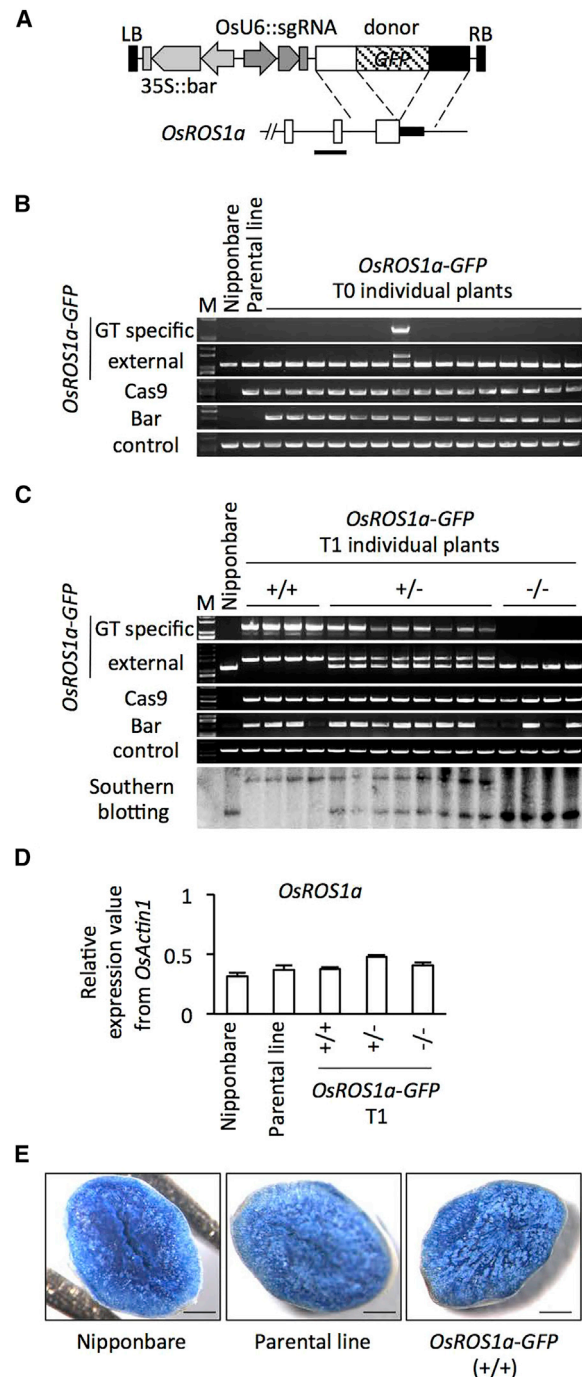 A
LB OsU6::sgRNA donor RB
GFP
35S::bar
OsROS1a
B
Nipponbare
Parental line
OsROS1a-GFP
T0 individual plants
M
OsROS1a-GFP
GT specific
external
Cas9
Bar
control
C
OsROS1a-GFP
T1 individual plants
Nipponbare
M
+/+ +/- -/-
OsROS1a-GFP
GT specific
external
Cas9
Bar
control
Southern
blotting
D
OsROS1a
Relative
expression value
from OsActin1
1
0.5
0
Nipponbare
Parental line
+/+
+/-
-/-
OsROS1a-GFP
T1
E
Nipponbare
Parental line
OsROS1a-GFP
(+/+)